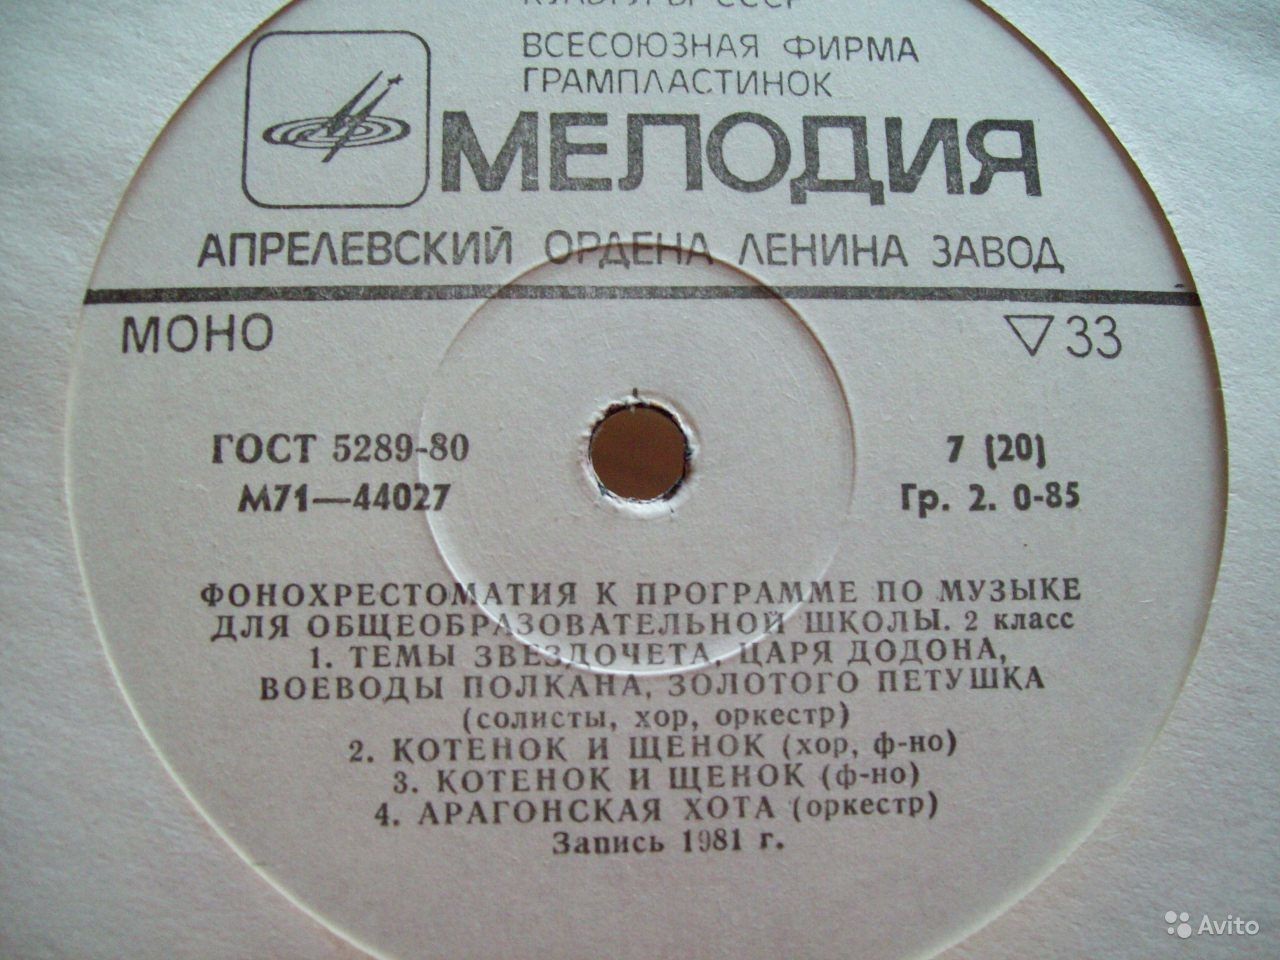 КУЛЬТУРЫ СССР
ВСЕСОЮЗНАЯ ФИРМА
ГРАМПЛАСТИНОК
МЕЛОДИЯ
АПРЕЛЕВСКИЙ ОРДЕНА ЛЕНИНА ЗАВОД
МОНО ▽33
ГОСТ 5289-80 7 (20)
М71—44027 Гр. 2. 0-85
ФОНОХРЕСТОМАТИЯ К ПРОГРАММЕ ПО МУЗЫКЕ
ДЛЯ ОБЩЕОБРАЗОВАТЕЛЬНОЙ ШКОЛЫ. 2 класс
1. ТЕМЫ ЗВЕЗДОЧЕТА, ЦАРЯ ДОДОНА,
ВОЕВОДЫ ПОЛКАНА, ЗОЛОТОГО ПЕТУШКА
(солисты, хор, оркестр)
2. КОТЕНОК И ЩЕНОК (хор, ф-но)
3. КОТЕНОК И ЩЕНОК (ф-но)
4. АРАГОНСКАЯ ХОТА (оркестр)
Запись 1981 г.
Avito